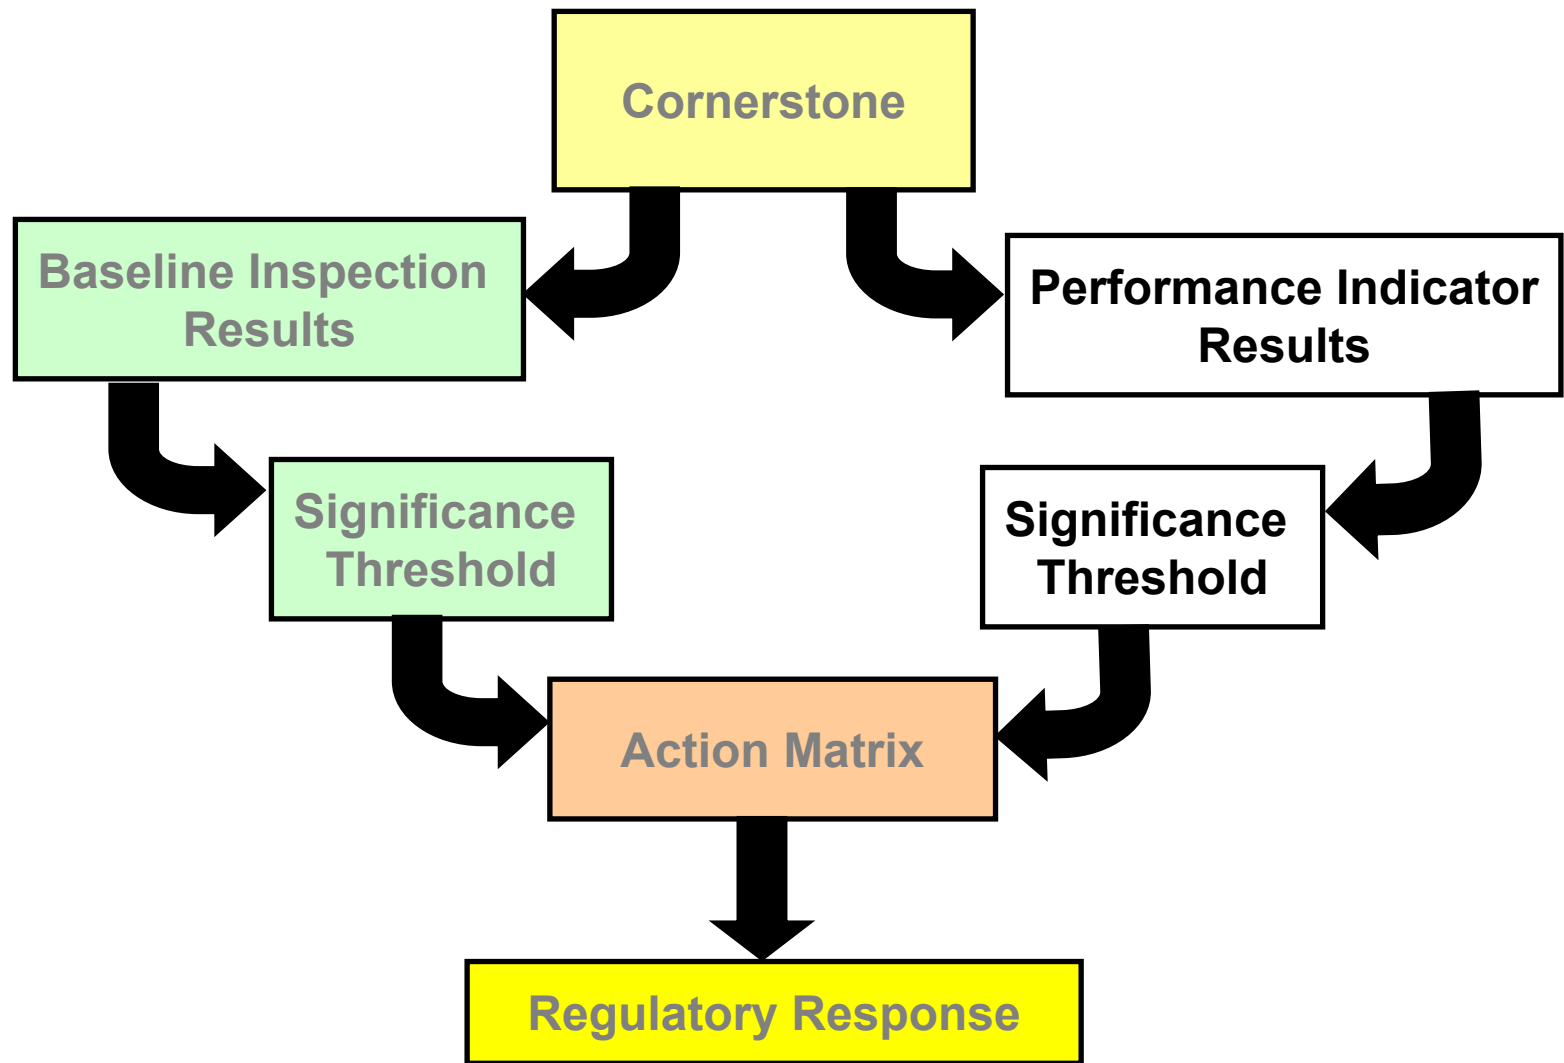 Cornerstone
Baseline Inspection
Results
Performance Indicator
Results
Significance
Threshold
Significance
Threshold
Action Matrix
Regulatory Response